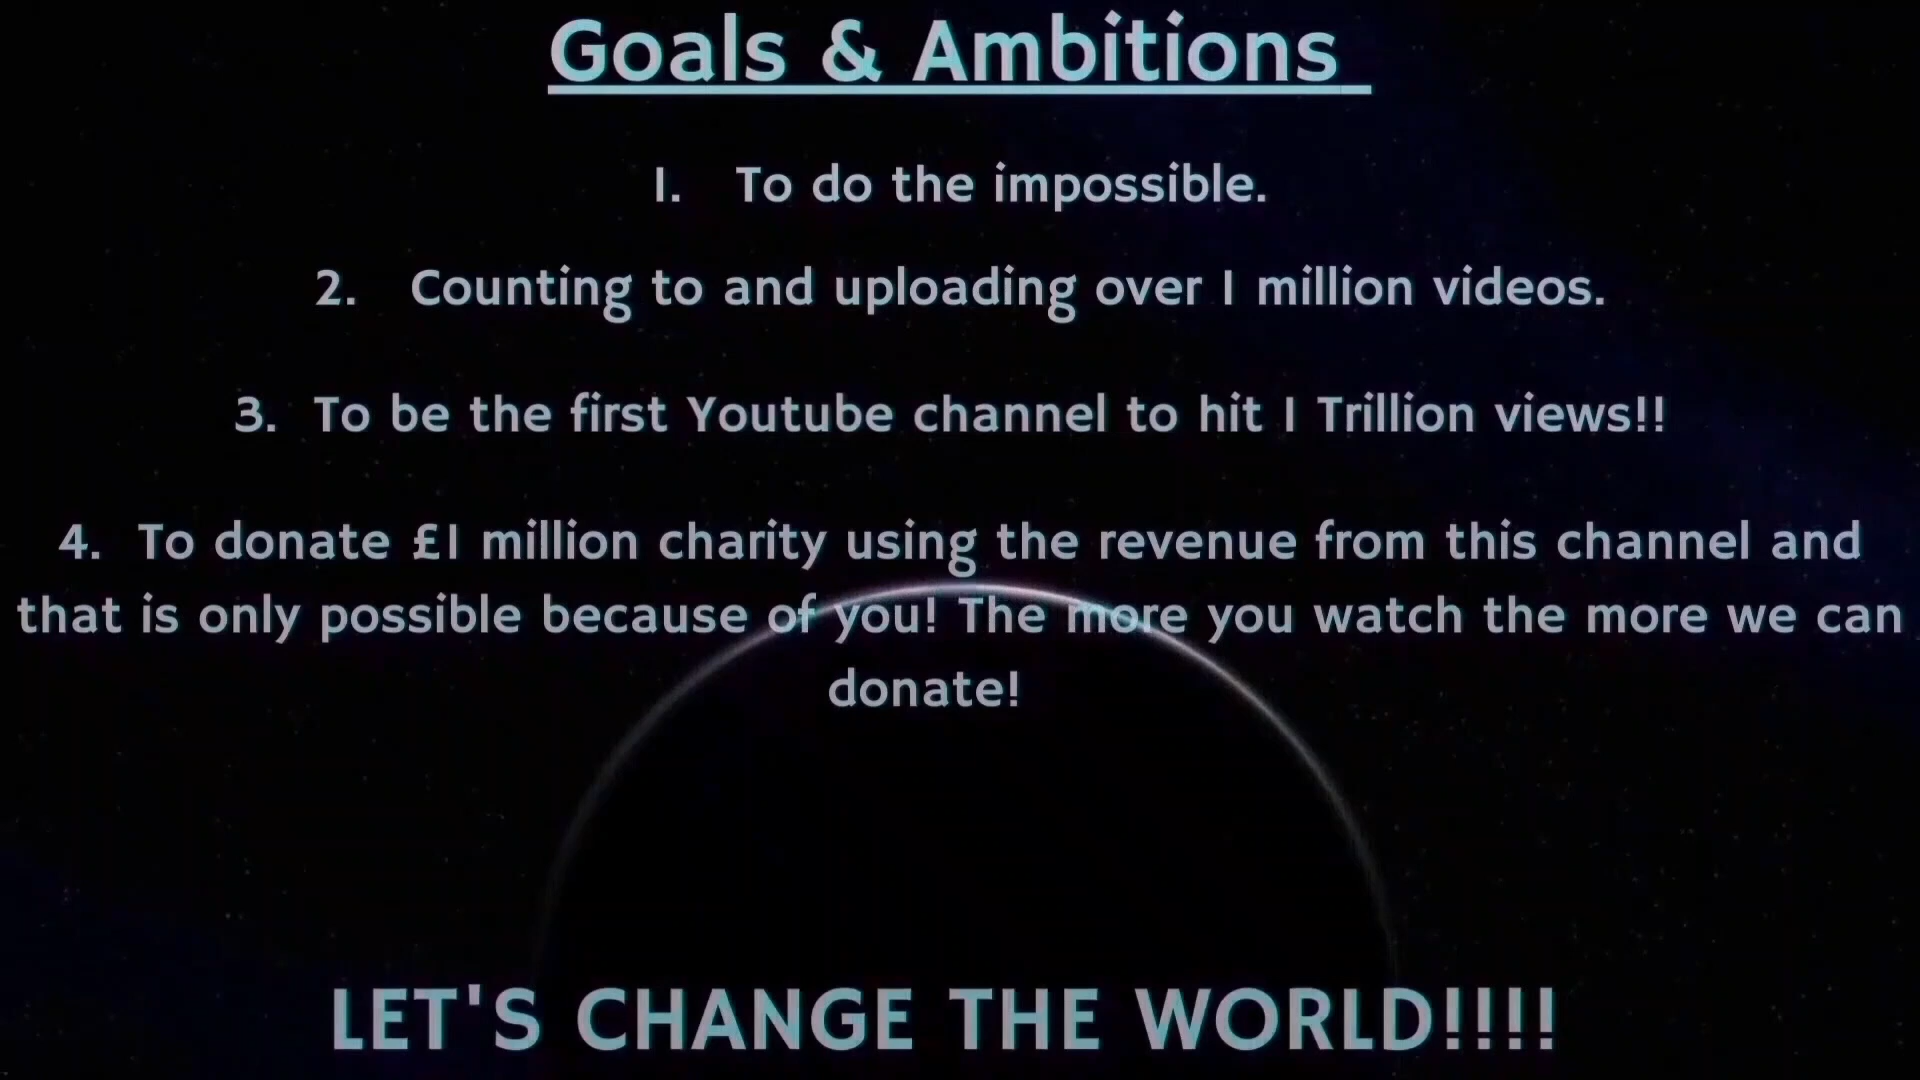 Goals & Ambitions
1. To do the impossible.
2. Counting to and uploading over 1 million videos.
3. To be the first Youtube channel to hit 1 Trillion views!!
4. To donate £1 million charity using the revenue from this channel and
that is only possible because of you! The more you watch the more we can
donate!
LET'S CHANGE THE WORLD!!!!